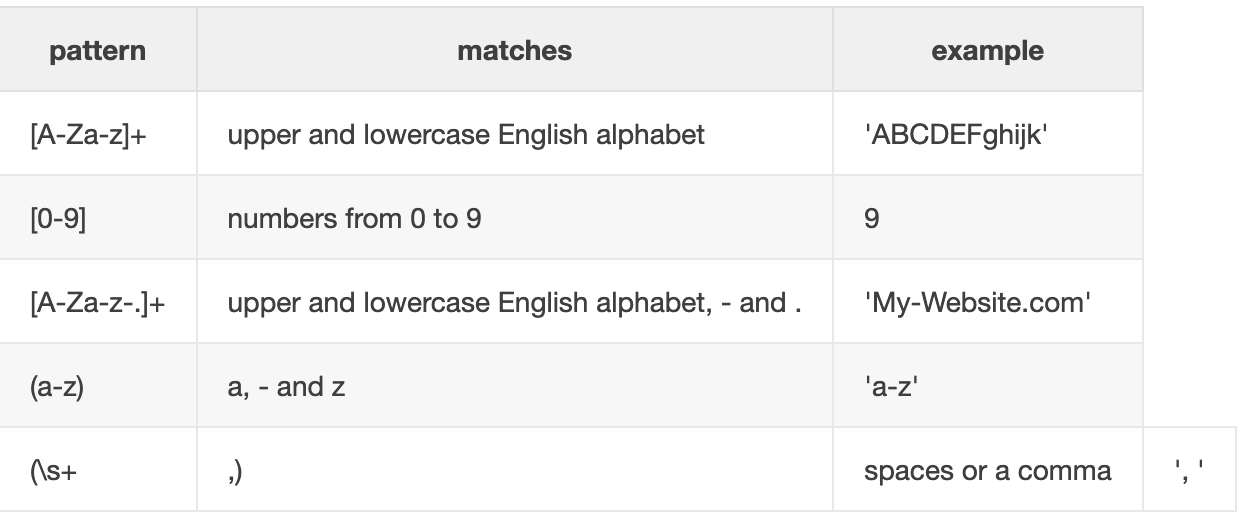 pattern matches example
[A-Za-z]+ upper and lowercase English alphabet 'ABCDEFghijk'
[0-9] numbers from 0 to 9 9
[A-Za-z-.]+ upper and lowercase English alphabet, - and . 'My-Website.com'
(a-z) a, - and z 'a-z'
(\s+ ,) spaces or a comma ', '